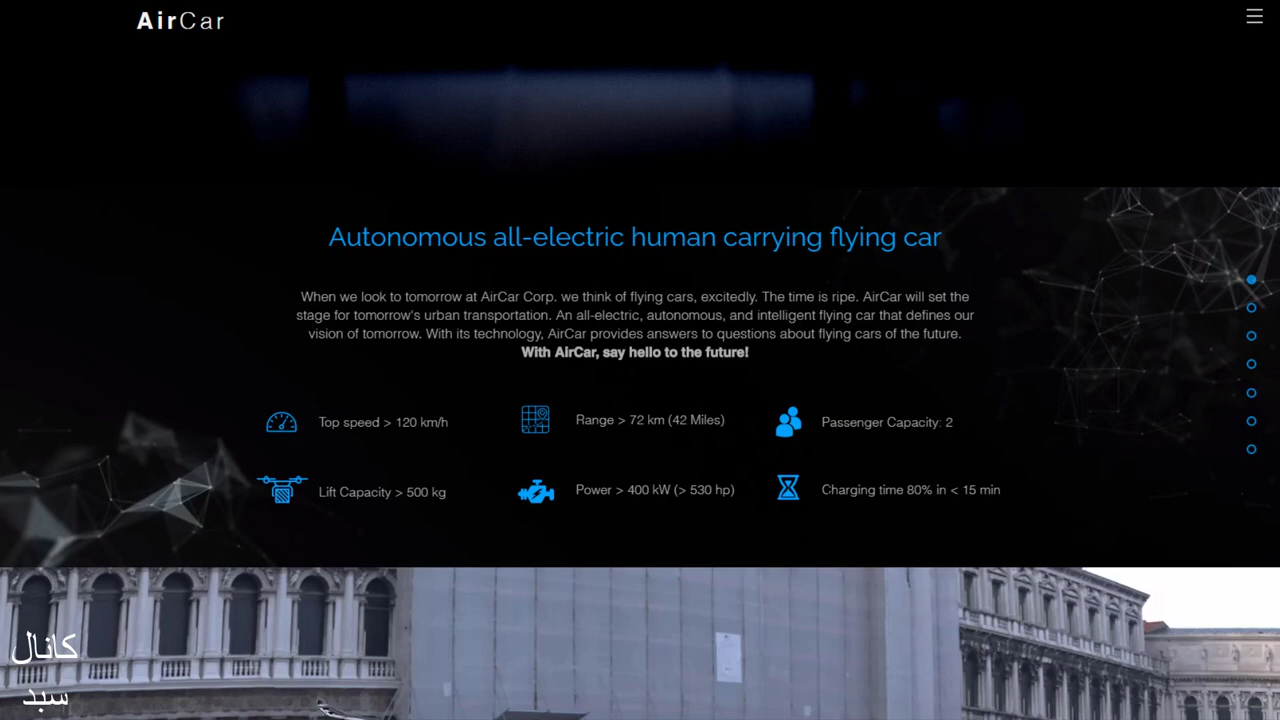 AirCar
Autonomous all-electric human carrying flying car
When we look to tomorrow at AirCar Corp. we think of flying cars, excitedly. The time is ripe. AirCar will set the
stage for tomorrow's urban transportation. An all-electric, autonomous, and intelligent flying car that defines our
vision of tomorrow. With its technology, AirCar provides answers to questions about flying cars of the future.
With AirCar, say hello to the future!
Top speed > 120 km/h
Range > 72 km (42 Miles)
Passenger Capacity: 2
Lift Capacity > 500 kg
Power > 400 kW (> 530 hp)
Charging time 80% in < 15 min
کانال
سبد